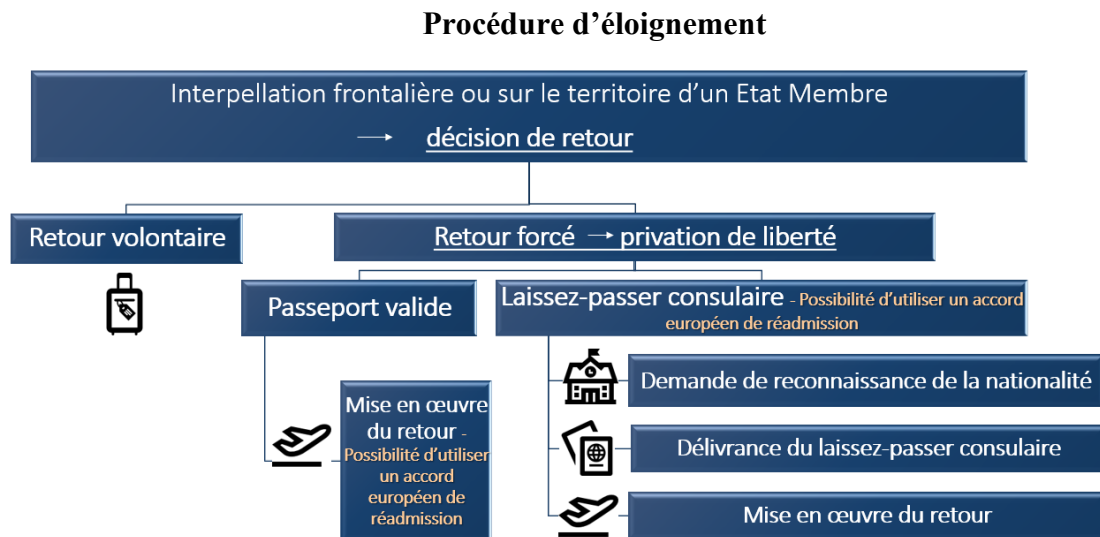 Procédure d’éloignement
Interpellation frontalière ou sur le territoire d’un Etat Membre
→ décision de retour
Retour volontaire
Retour forcé → privation de liberté
Passeport valide
Laissez-passer consulaire - Possibilité d’utiliser un accord
européen de réadmission
Mise en œuvre
du retour -
Possibilité d’utiliser
un accord
européen de
réadmission
Demande de reconnaissance de la nationalité
Délivrance du laissez-passer consulaire
Mise en œuvre du retour